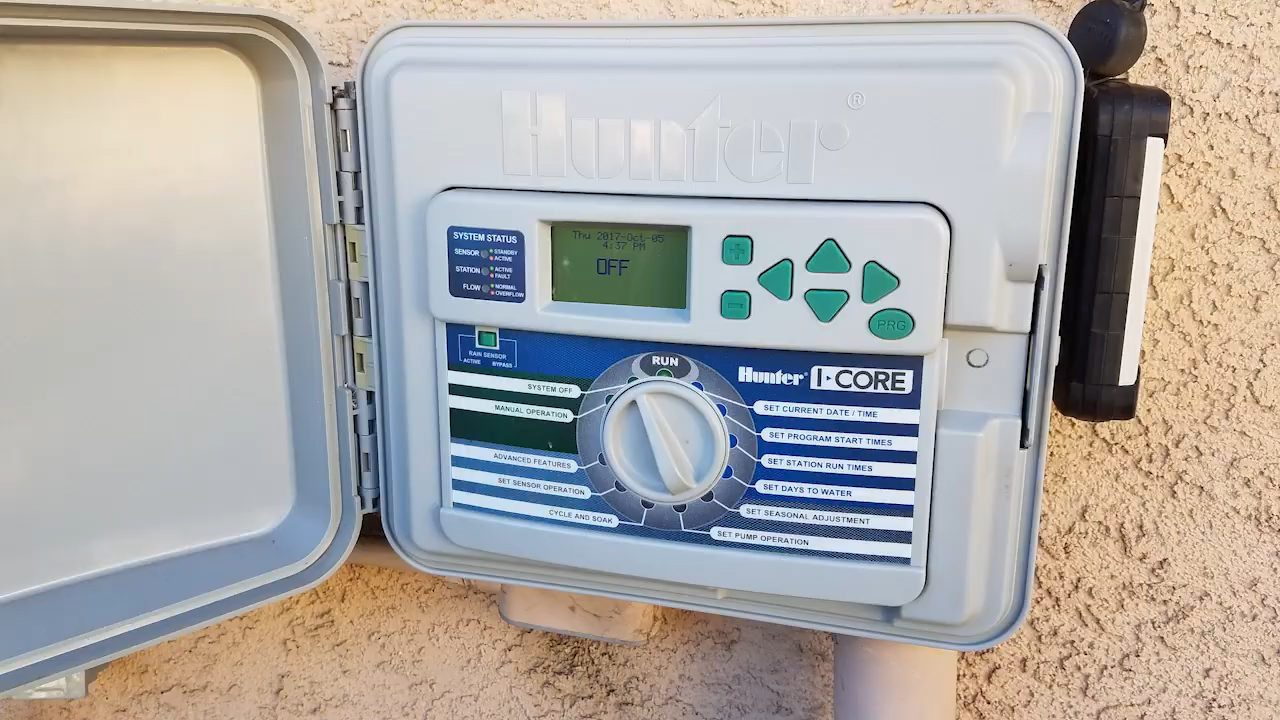 Hunter®
SYSTEM STATUS
SENSOR STANDBY
ACTIVE
STATION ACTIVE
FAULT
FLOW NORMAL
OVERFLOW
Thu 2017-Oct-05
4:37 PM
OFF
PRG
RAIN SENSOR
ACTIVE BYPASS
RUN
Hunter® I-CORE
SYSTEM OFF
MANUAL OPERATION
ADVANCED FEATURES
SET SENSOR OPERATION
CYCLE AND SOAK
SET CURRENT DATE / TIME
SET PROGRAM START TIMES
SET STATION RUN TIMES
SET DAYS TO WATER
SET SEASONAL ADJUSTMENT
SET PUMP OPERATION